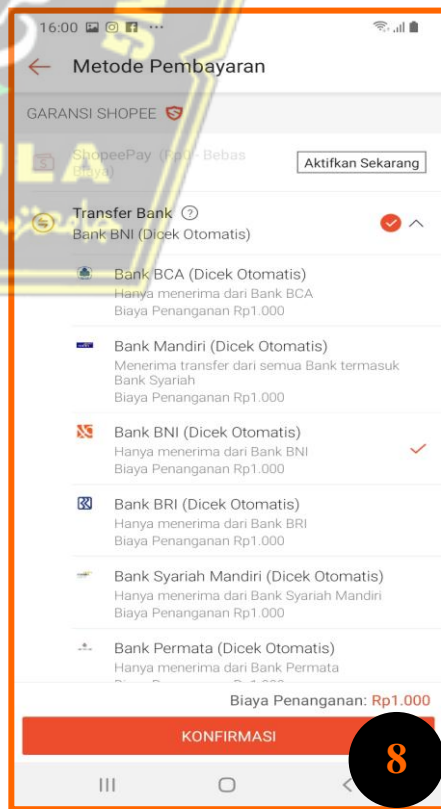 16:00
Metode Pembayaran
GARANSI SHOPEE
ShopeePay (Rp0 - Bebas
Biaya)
Aktifkan Sekarang
Transfer Bank ?
Bank BNI (Dicek Otomatis)
Bank BCA (Dicek Otomatis)
Hanya menerima dari Bank BCA
Biaya Penanganan Rp1.000
Bank Mandiri (Dicek Otomatis)
Menerima transfer dari semua Bank termasuk
Bank Syariah
Biaya Penanganan Rp1.000
Bank BNI (Dicek Otomatis)
Hanya menerima dari Bank BNI
Biaya Penanganan Rp1.000
Bank BRI (Dicek Otomatis)
Hanya menerima dari Bank BRI
Biaya Penanganan Rp1.000
Bank Syariah Mandiri (Dicek Otomatis)
Hanya menerima dari Bank Syariah Mandiri
Biaya Penanganan Rp1.000
Bank Permata (Dicek Otomatis)
Hanya menerima dari Bank Permata
Biaya Penanganan: Rp1.000
KONFIRMASI
8